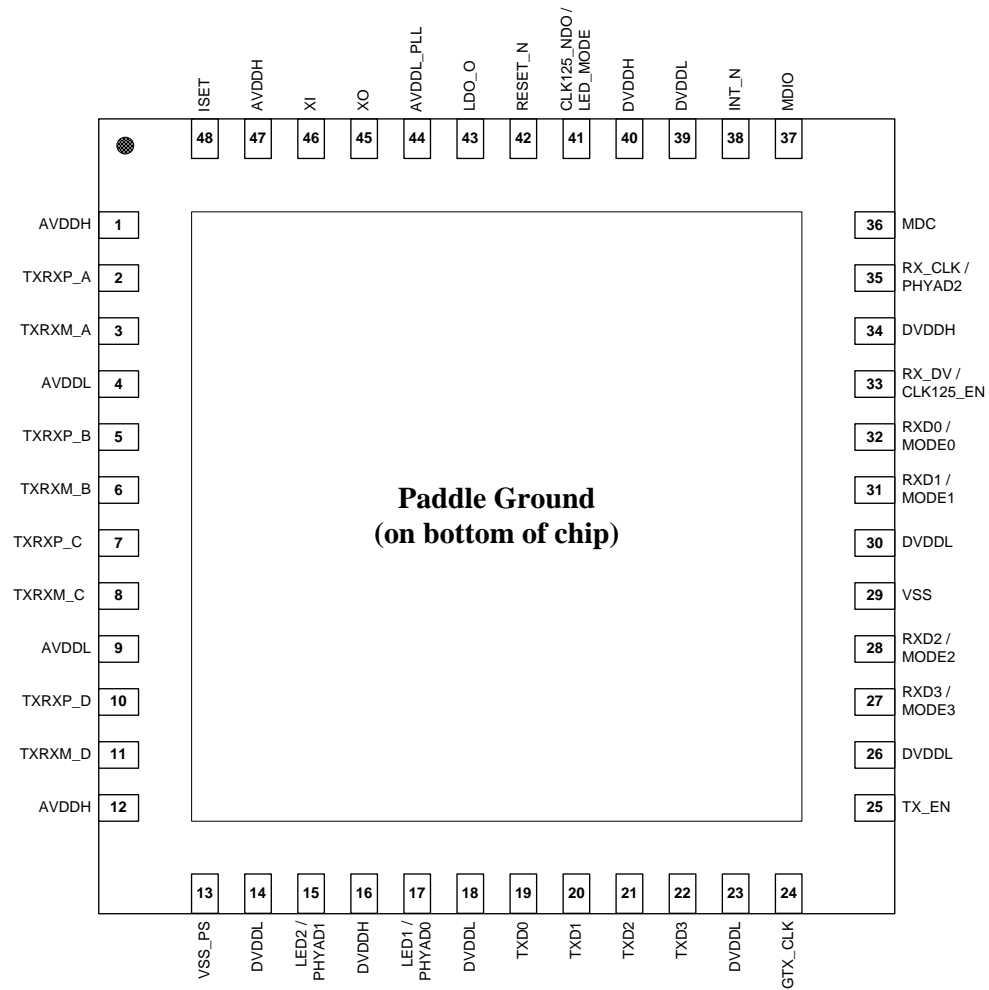 ISET
AVDDH
XI
XO
AVDDL_PLL
LDO_O
RESET_N
CLK125_NDO /
LED_MODE
DVDDH
DVDDL
INT_N
MDIO
48
47
46
45
44
43
42
41
40
39
38
37
AVDDH 1
TXRXP_A 2
TXRXM_A 3
AVDDL 4
TXRXP_B 5
TXRXM_B 6
TXRXP_C 7
TXRXM_C 8
AVDDL 9
TXRXP_D 10
TXRXM_D 11
AVDDH 12
Paddle Ground
(on bottom of chip)
36 MDC
35 RX_CLK /
PHYAD2
34 DVDDH
33 RX_DV /
CLK125_EN
32 RXD0 /
MODE0
31 RXD1 /
MODE1
30 DVDDL
29 VSS
28 RXD2 /
MODE2
27 RXD3 /
MODE3
26 DVDDL
25 TX_EN
13
14
15
16
17
18
19
20
21
22
23
24
VSS_PS
DVDDL
LED2 /
PHYAD1
DVDDH
LED1 /
PHYAD0
DVDDL
TXD0
TXD1
TXD2
TXD3
DVDDL
GTX_CLK